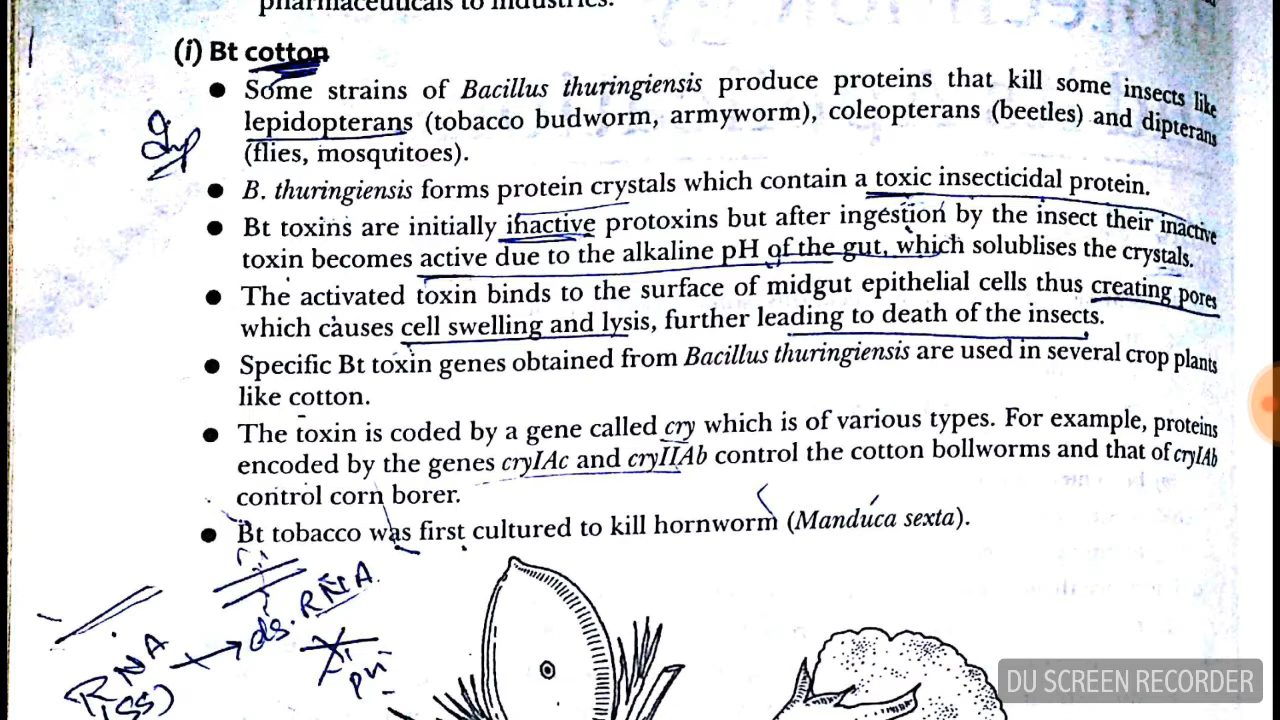 pharmaceuticals to industries.
(i) Bt cotton
● Some strains of Bacillus thuringiensis produce proteins that kill some insects like
lepidopterans (tobacco budworm, armyworm), coleopterans (beetles) and dipterans
(flies, mosquitoes).
● B. thuringiensis forms protein crystals which contain a toxic insecticidal protein.
● Bt toxins are initially inactive protoxins but after ingestion by the insect their inactive
toxin becomes active due to the alkaline pH of the gut, which solublises the crystals.
● The activated toxin binds to the surface of midgut epithelial cells thus creating pores
which causes cell swelling and lysis, further leading to death of the insects.
● Specific Bt toxin genes obtained from Bacillus thuringiensis are used in several crop plants
like cotton.
● The toxin is coded by a gene called cry which is of various types. For example, proteins
encoded by the genes cryIAc and cryIIAb control the cotton bollworms and that of cryIAb
control corn borer.
● Bt tobacco was first cultured to kill hornworm (Manduca sexta).
ds. RNA
RNA
(SS)
DU SCREEN RECORDER